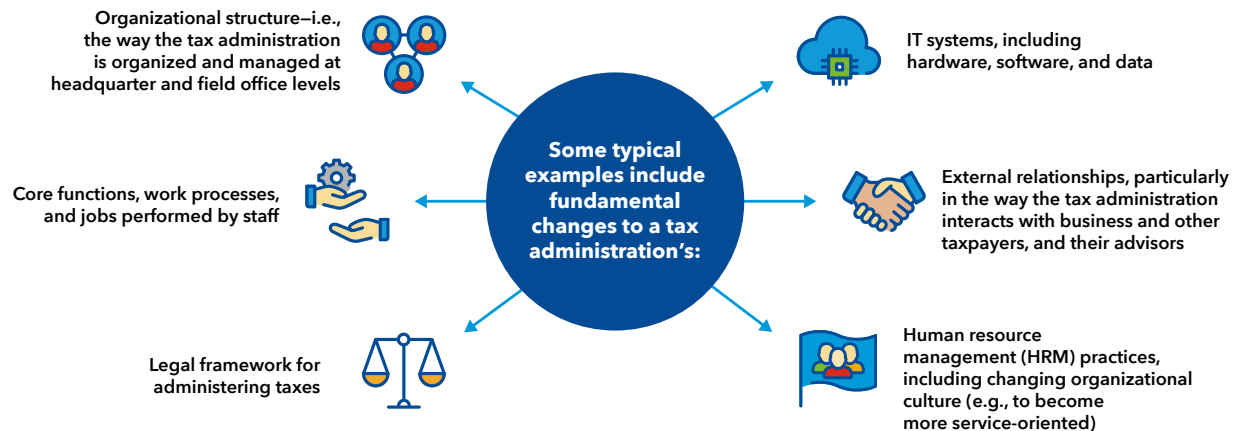 Organizational structure—i.e.,
the way the tax administration
is organized and managed at
headquarter and field office levels
Core functions, work processes,
and jobs performed by staff
Legal framework for
administering taxes
Some typical
examples include
fundamental
changes to a tax
administration's:
IT systems, including
hardware, software, and data
External relationships, particularly
in the way the tax administration
interacts with business and other
taxpayers, and their advisors
Human resource
management (HRM) practices,
including changing organizational
culture (e.g., to become
more service-oriented)